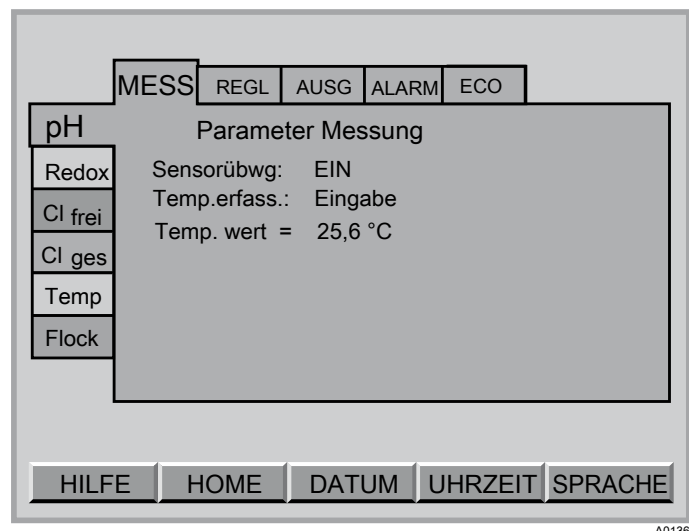 MESS REGL AUSG ALARM ECO
pH
Parameter Messung
Redox
Sensorübwg: EIN
Temp.erfass.: Eingabe
Cl frei
Temp. wert = 25,6 °C
Cl ges
Temp
Flock
HILFE HOME DATUM UHRZEIT SPRACHE
A0136